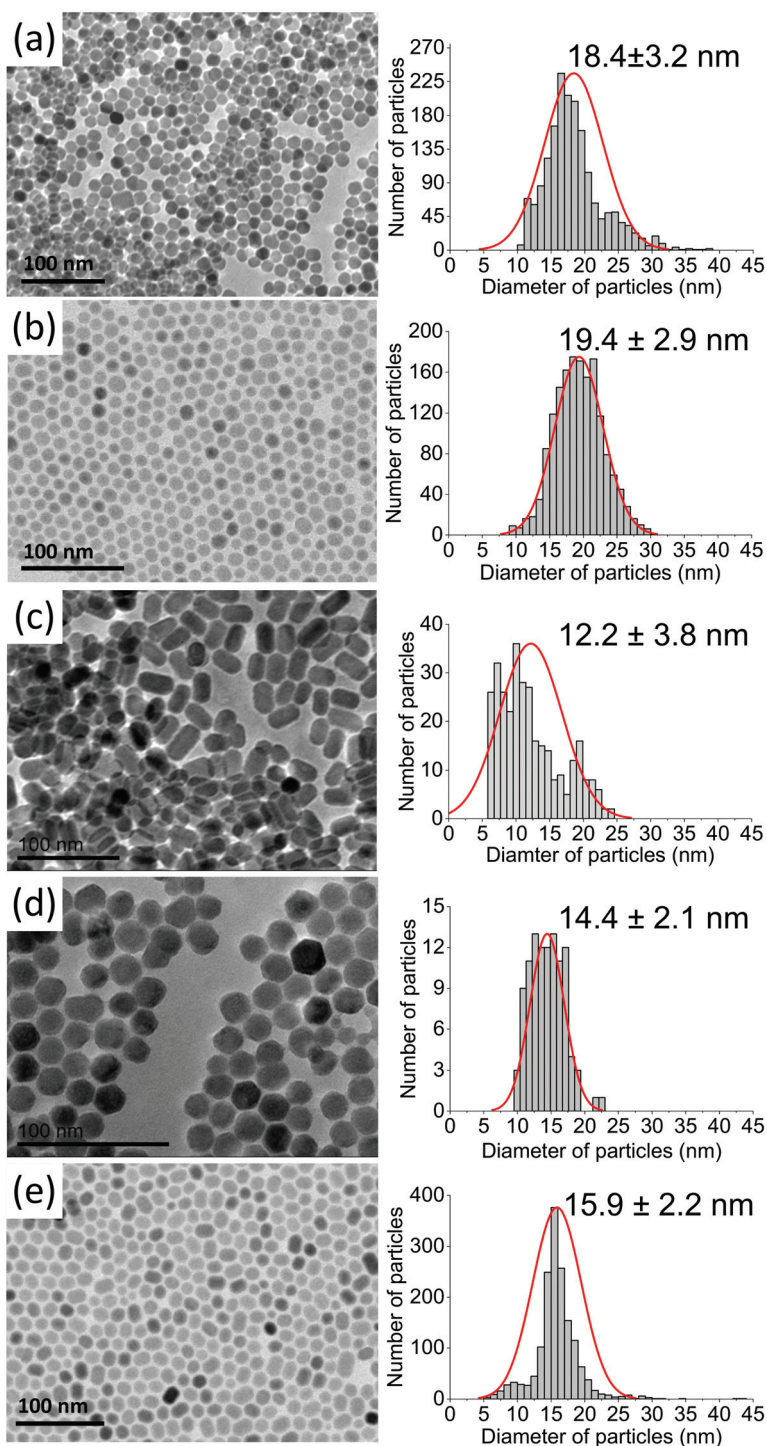 (a)
100 nm
18.4±3.2 nm
Number of particles
270
225
180
135
90
45
0
0 5 10 15 20 25 30 35 40 45
Diameter of particles (nm)
(b)
100 nm
19.4 ± 2.9 nm
Number of particles
200
160
120
80
40
0
0 5 10 15 20 25 30 35 40 45
Diameter of particles (nm)
(c)
100 nm
12.2 ± 3.8 nm
Number of particles
40
30
20
10
0
0 5 10 15 20 25 30 35 40 45
Diamter of particles (nm)
(d)
100 nm
14.4 ± 2.1 nm
Number of particles
15
12
9
6
3
0
0 5 10 15 20 25 30 35 40 45
Diameter of particles (nm)
(e)
100 nm
15.9 ± 2.2 nm
Number of particles
400
300
200
100
0
0 5 10 15 20 25 30 35 40 45
Diameter of particles (nm)